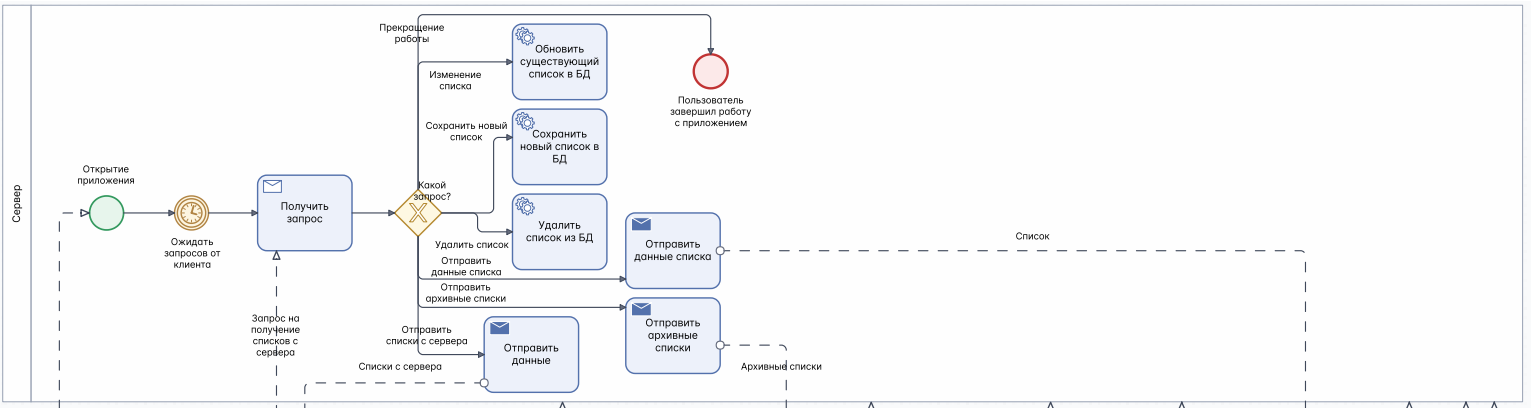 Сервер
Открытие
приложения
Ожидать
запросов от
клиента
Получить
запрос
Запрос на
получение
списков с
сервера
Какой
запрос?
Прекращение
работы
Изменение
списка
Сохранить новый
список
Удалить список
Отправить
данные списка
Отправить
архивные списки
Отправить
списки с сервера
Списки с сервера
Обновить
существующий
список в БД
Сохранить
новый список в
БД
Удалить
список из БД
Отправить
данные
Отправить
данные списка
Отправить
архивные
списки
Пользователь
завершил работу
с приложением
Архивные списки
Список